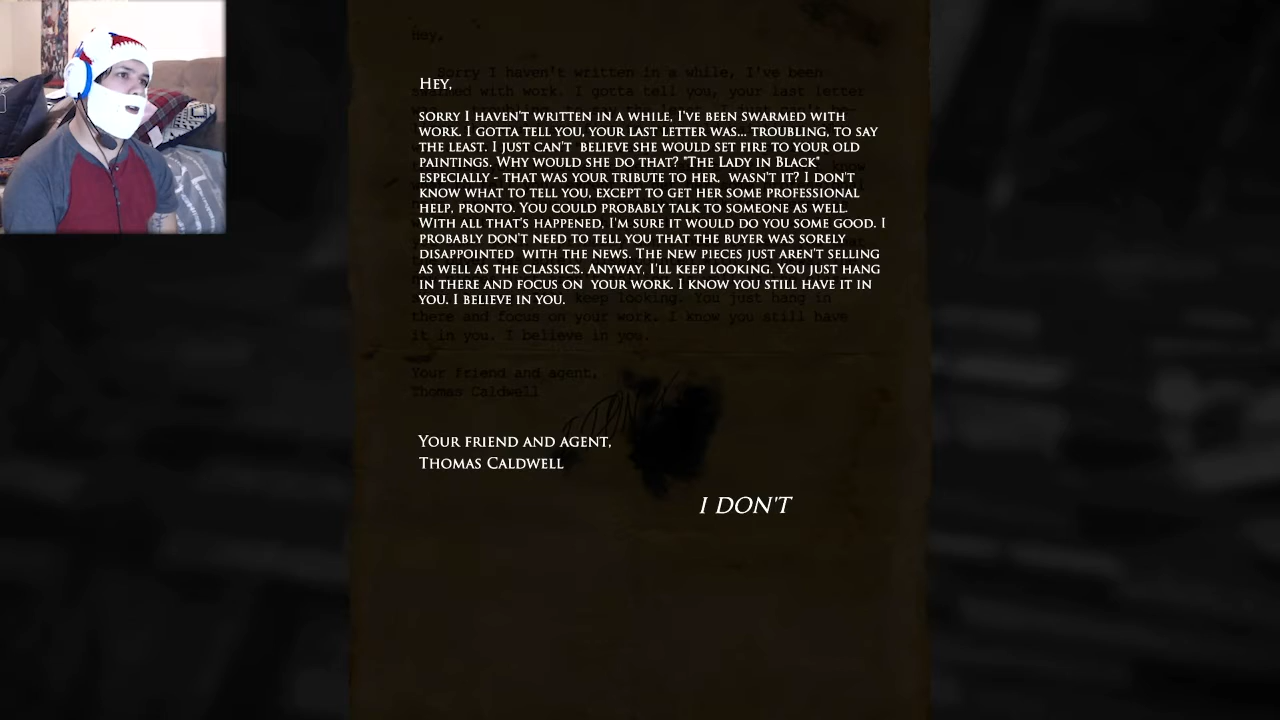 Hey,
sorry I haven't written in a while, I've been swarmed with
work. I gotta tell you, your last letter was... troubling, to say
the least. I just can't believe she would set fire to your old
paintings. Why would she do that? "The Lady in Black"
especially - that was your tribute to her, wasn't it? I don't
know what to tell you, except to get her some professional
help, pronto. You could probably talk to someone as well.
With all that's happened, I'm sure it would do you some good. I
probably don't need to tell you that the buyer was sorely
disappointed with the news. The new pieces just aren't selling
as well as the classics. Anyway, I'll keep looking. You just hang
in there and focus on your work. I know you still have it in
you. I believe in you.
Your friend and agent,
Thomas Caldwell
I DON'T